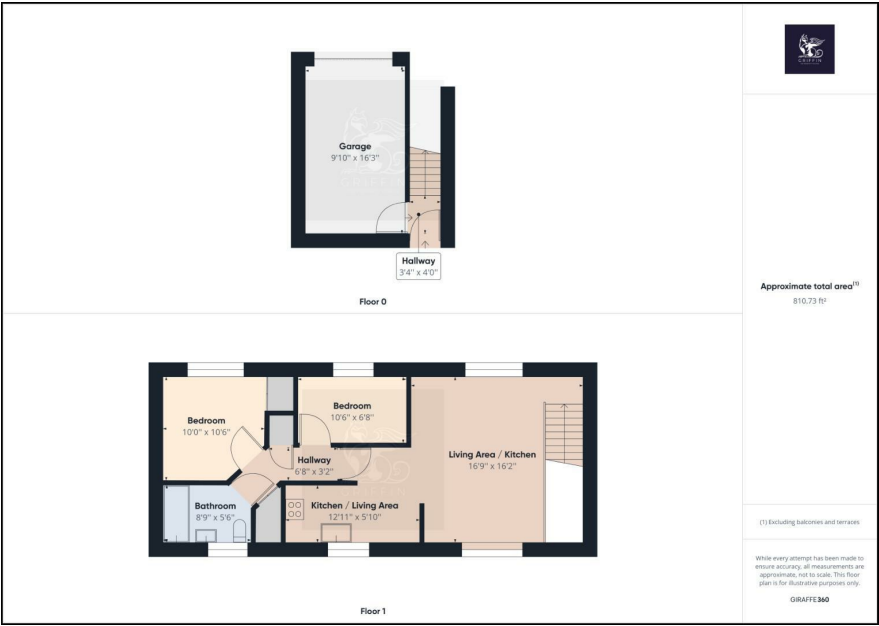 Garage
9'10" x 16'3"
Hallway
3'4" x 4'0"
Floor 0
Bedroom
10'0" x 10'6"
Bedroom
10'6" x 6'8"
Hallway
6'8" x 3'2"
Living Area / Kitchen
16'9" x 16'2"
Bathroom
8'9" x 5'6"
Kitchen / Living Area
12'11" x 5'10"
Floor 1
GRIFFIN
Approximate total area(1)
810.73 ft²
(1) Excluding balconies and terraces
While every attempt has been made to
ensure accuracy, all measurements are
approximate, not to scale. This floor
plan is for illustrative purposes only.
GIRAFFE360